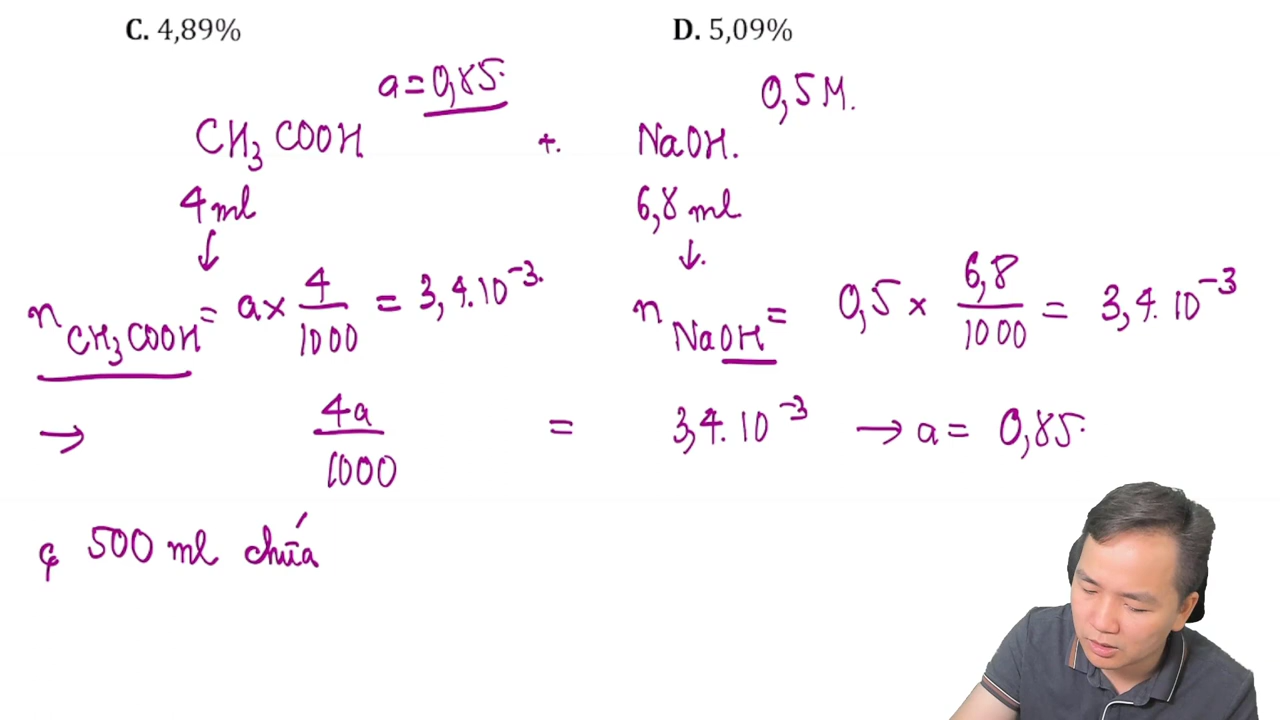 C. 4,89% D. 5,09%
a = 0,85.
0,5 M.
CH₃COOH + NaOH.
4 ml 6,8 ml
↓ ↓
n CH₃COOH = a × 4/1000 = 3,4.10⁻³. n NaOH = 0,5 × 6,8/1000 = 3,4.10⁻³
→ 4a/1000 = 3,4.10⁻³ → a = 0,85.
500 ml chứa